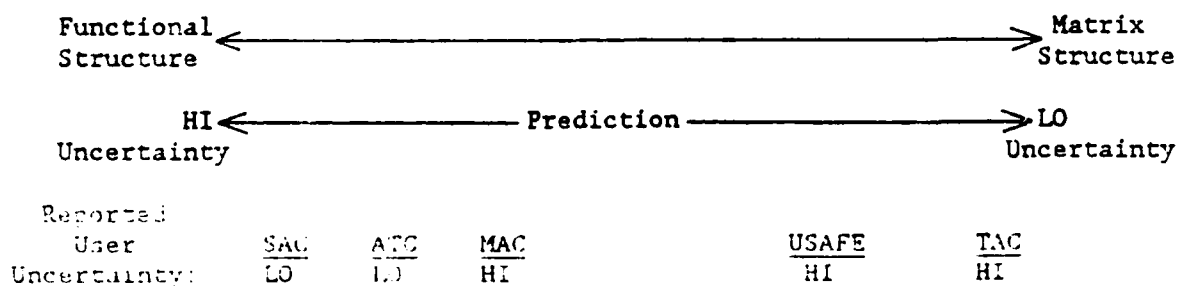 Functional Matrix
Structure Structure
HI Prediction LO
Uncertainty Uncertainty
Reported
User SAC ATC MAC USAFE TAC
Uncertainty: LO LO HI HI HI